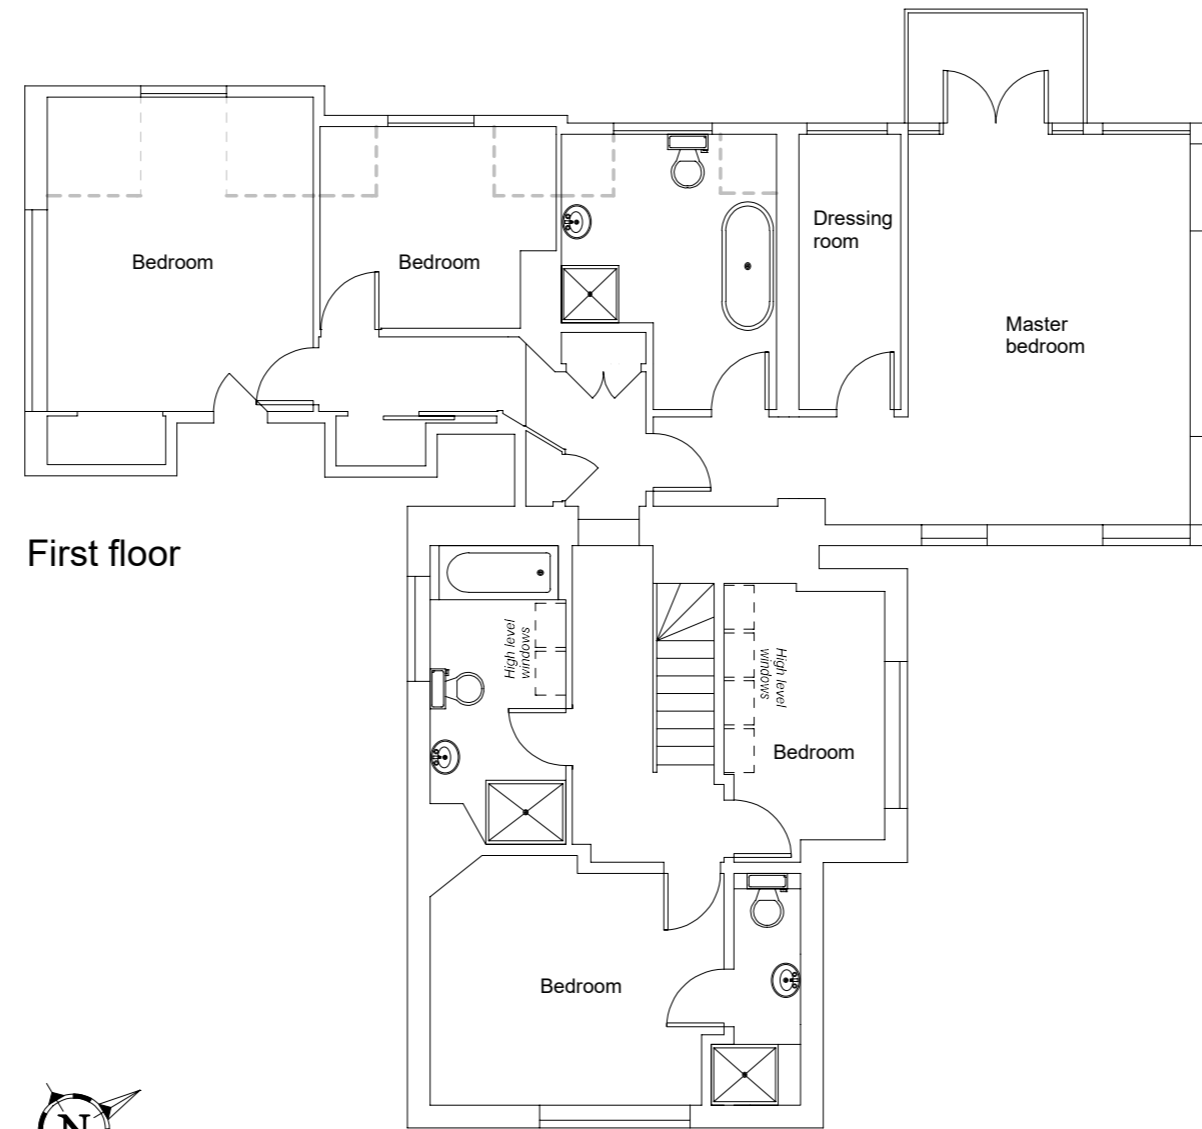 Dressing
room
Bedroom
Bedroom
Master
bedroom
First floor
High level
windows
High level
windows
Bedroom
Bedroom
N